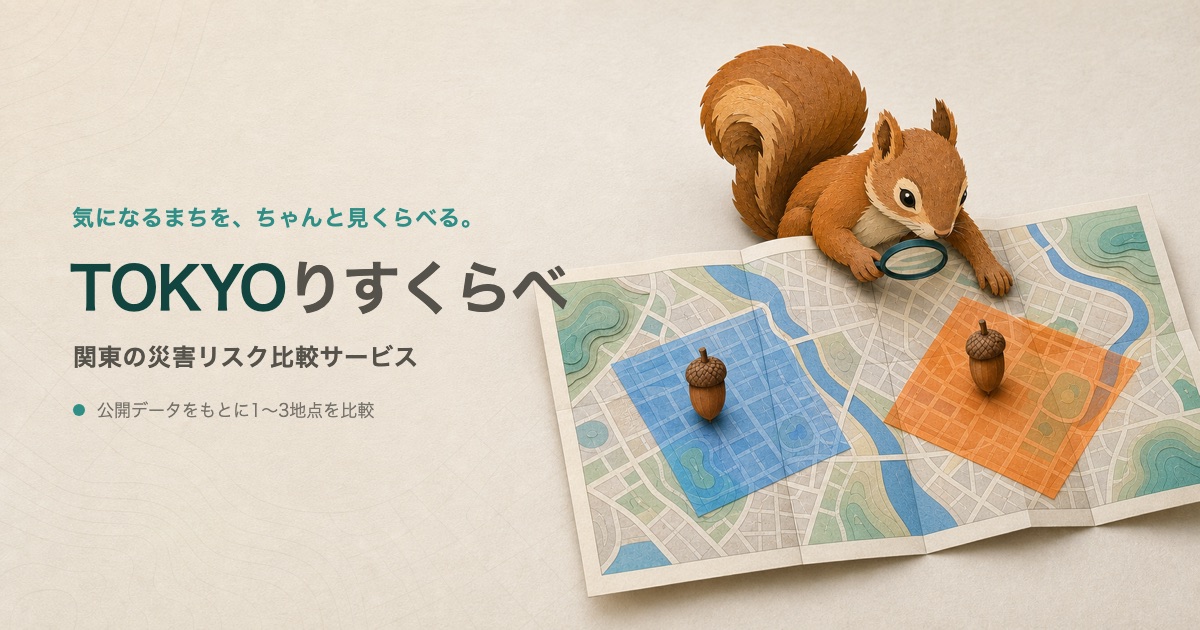 気になるまちを、ちゃんと見くらべる。
TOKYOりすくらべ
関東の災害リスク比較サービス
公開データをもとに1〜3地点を比較